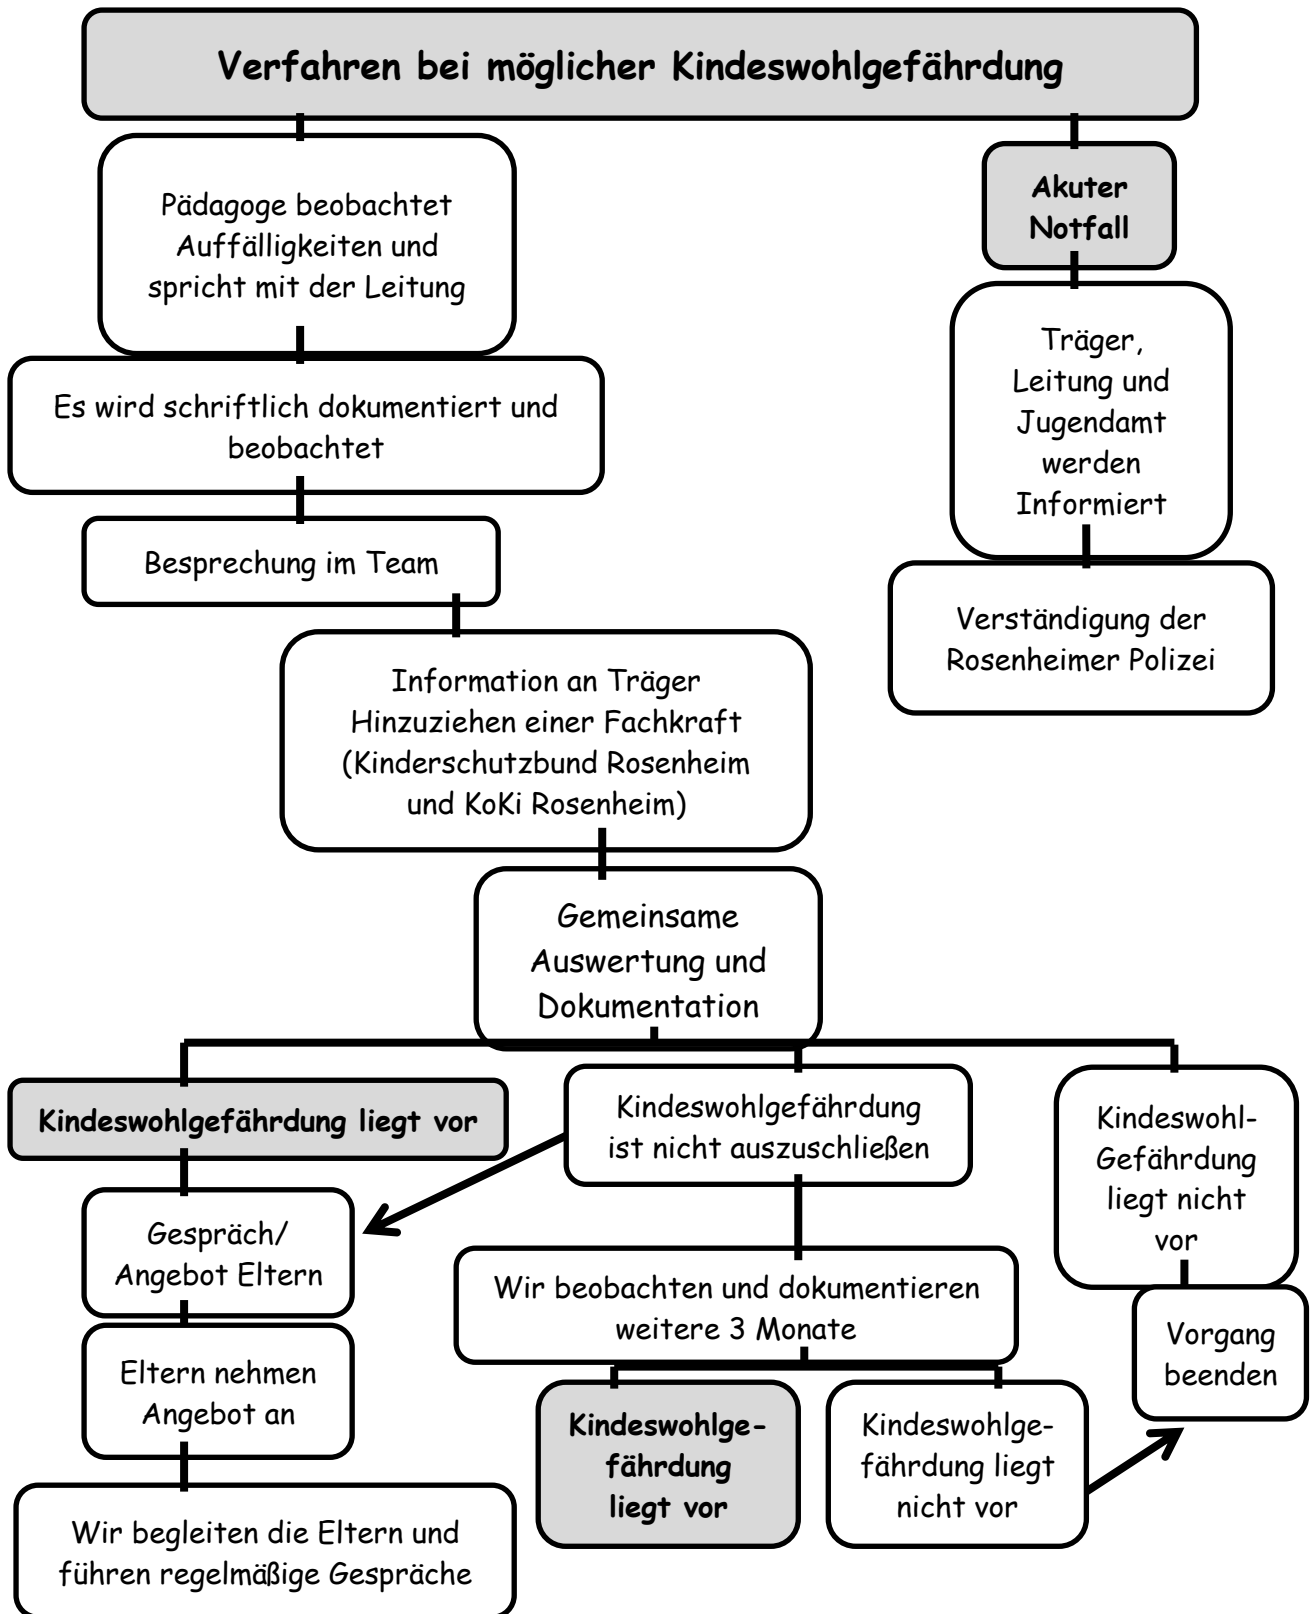 Verfahren bei möglicher Kindeswohlgefährdung
Pädagoge beobachtet
Auffälligkeiten und
spricht mit der Leitung
Es wird schriftlich dokumentiert und
beobachtet
Besprechung im Team
Akuter
Notfall
Träger,
Leitung und
Jugendamt
werden
Informiert
Verständigung der
Rosenheimer Polizei
Information an Träger
Hinzuziehen einer Fachkraft
(Kinderschutzbund Rosenheim
und KoKi Rosenheim)
Gemeinsame
Auswertung und
Dokumentation
Kindeswohlgefährdung liegt vor
Gespräch/
Angebot Eltern
Eltern nehmen
Angebot an
Wir begleiten die Eltern und
führen regelmäßige Gespräche
Kindeswohlgefährdung
ist nicht auszuschließen
Wir beobachten und dokumentieren
weitere 3 Monate
Kindeswohlge-
fährdung
liegt vor
Kindeswohlge-
fährdung liegt
nicht vor
Kindeswohl-
Gefährdung
liegt nicht
vor
Vorgang
beenden